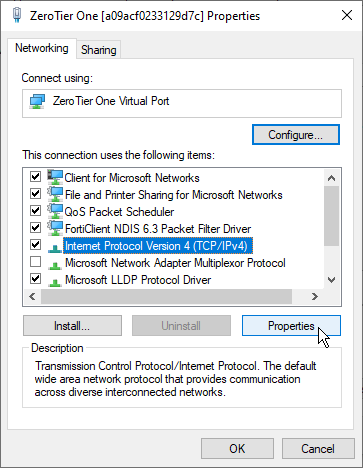 ZeroTier One [a09acf0233129d7c] Properties
Networking
Sharing
Connect using:
ZeroTier One Virtual Port
Configure...
This connection uses the following items:
Client for Microsoft Networks
File and Printer Sharing for Microsoft Networks
QoS Packet Scheduler
FortiClient NDIS 6.3 Packet Filter Driver
Internet Protocol Version 4 (TCP/IPv4)
Microsoft Network Adapter Multiplexor Protocol
Microsoft LLDP Protocol Driver
Install...
Uninstall
Properties
Description
Transmission Control Protocol/Internet Protocol. The default
wide area network protocol that provides communication
across diverse interconnected networks.
OK
Cancel